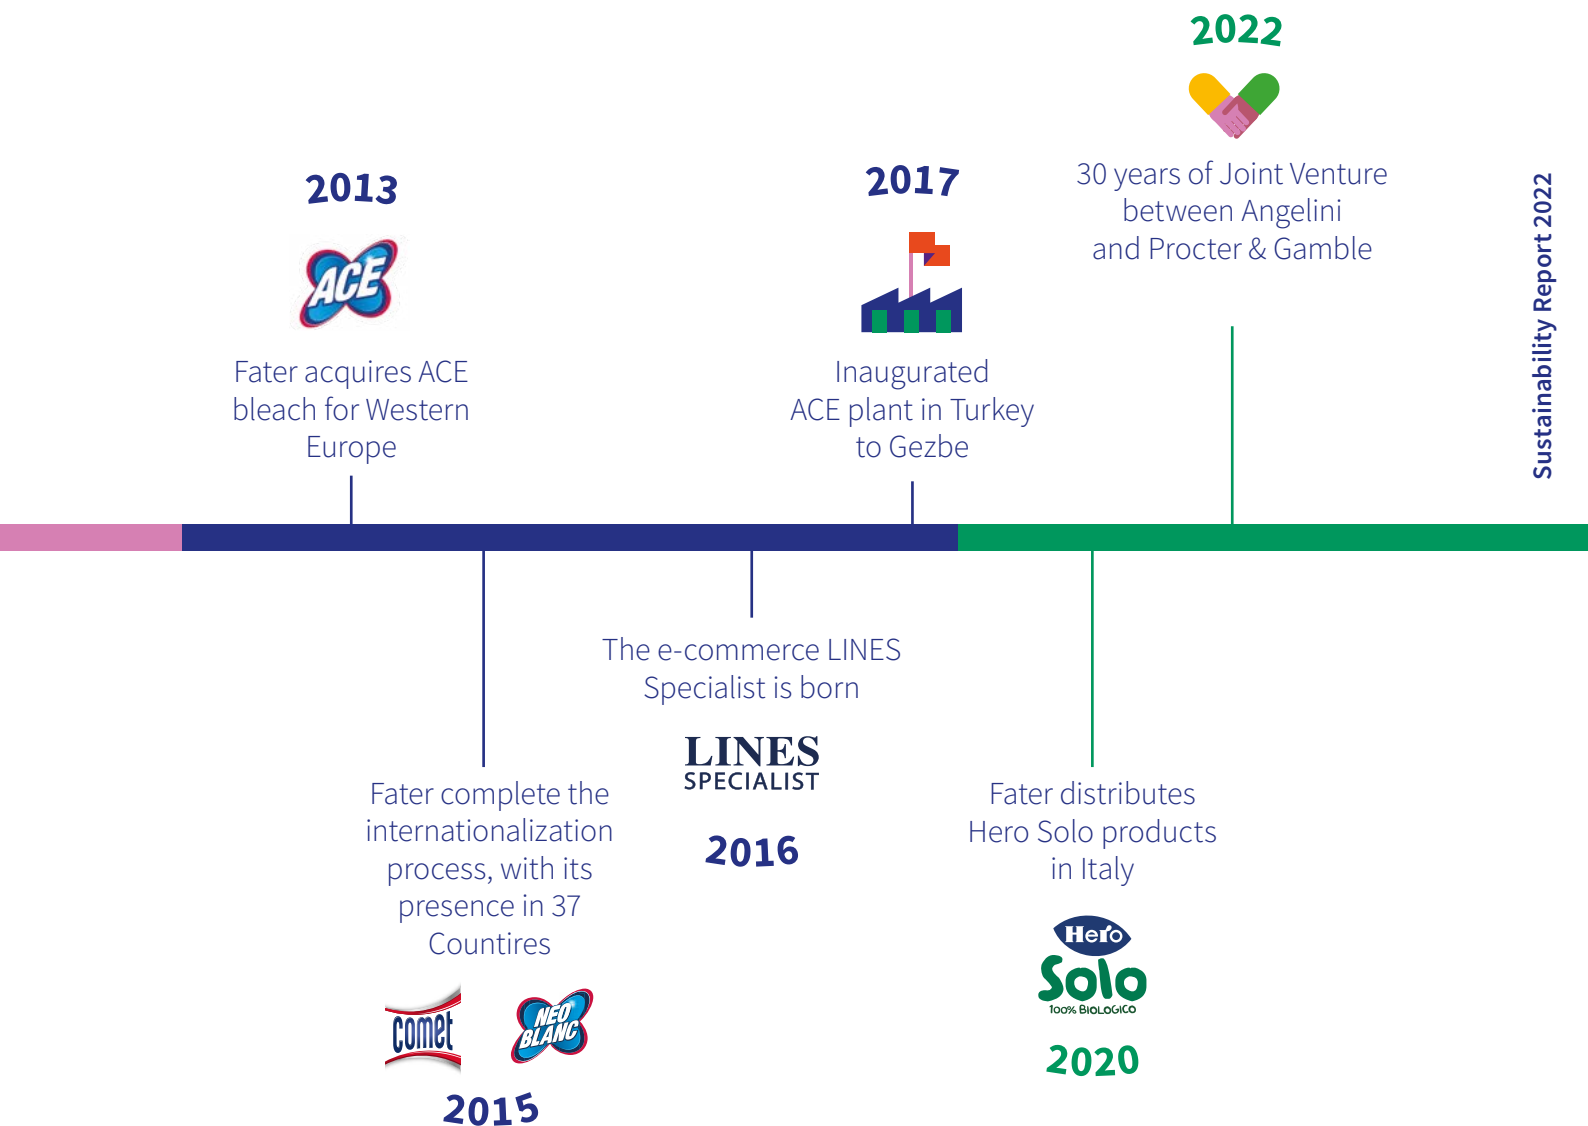 2022
30 years of Joint Venture
between Angelini
and Procter & Gamble
2013
ACE
Fater acquires ACE
bleach for Western
Europe
2017
Inaugurated
ACE plant in Turkey
to Gezbe
Sustainability Report 2022
Fater complete the
internationalization
process, with its
presence in 37
Countires
comet
NEO
BLANC
2015
The e-commerce LINES
Specialist is born
LINES
SPECIALIST
2016
Fater distributes
Hero Solo products
in Italy
Hero
Solo
100% BIOLOGICO
2020